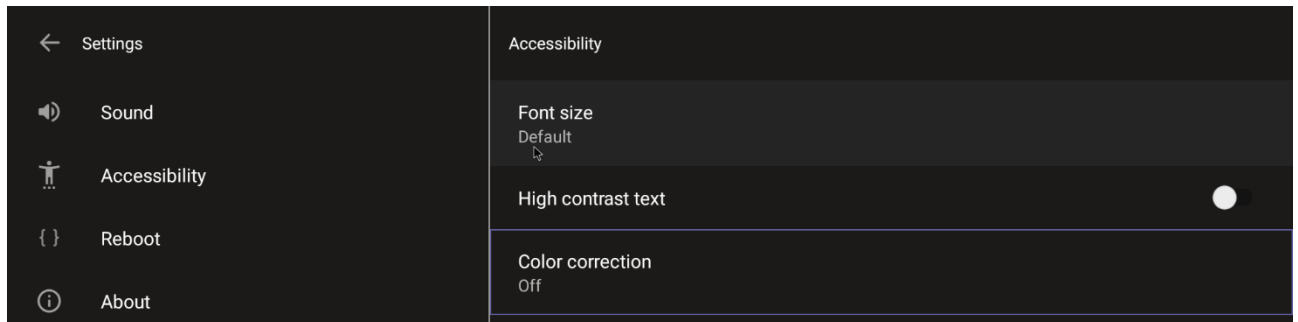 Settings
Sound
Accessibility
{ } Reboot
About
Accessibility
Font size
Default
High contrast text
Color correction
Off